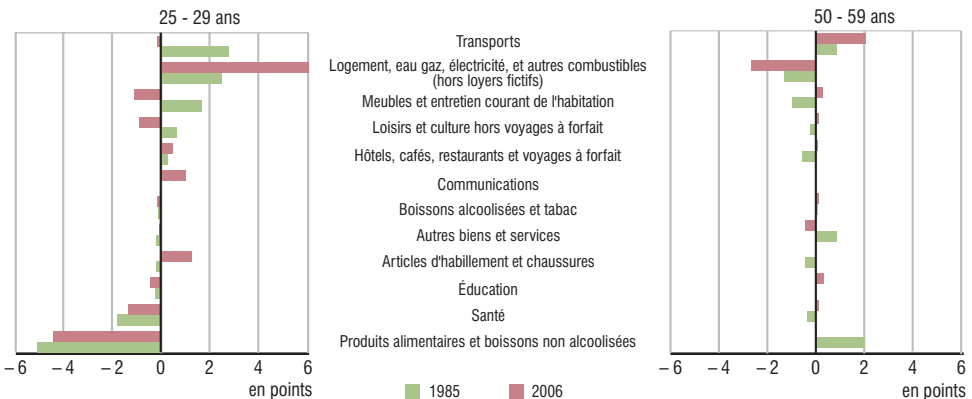 25 - 29 ans
50 - 59 ans
Transports
Logement, eau gaz, électricité, et autres combustibles
(hors loyers fictifs)
Meubles et entretien courant de l'habitation
Loisirs et culture hors voyages à forfait
Hôtels, cafés, restaurants et voyages à forfait
Communications
Boissons alcoolisées et tabac
Autres biens et services
Articles d'habillement et chaussures
Éducation
Santé
Produits alimentaires et boissons non alcoolisées
– 6 – 4 – 2 0 2 4 6
– 6 – 4 – 2 0 2 4 6
en points
1985 2006
en points